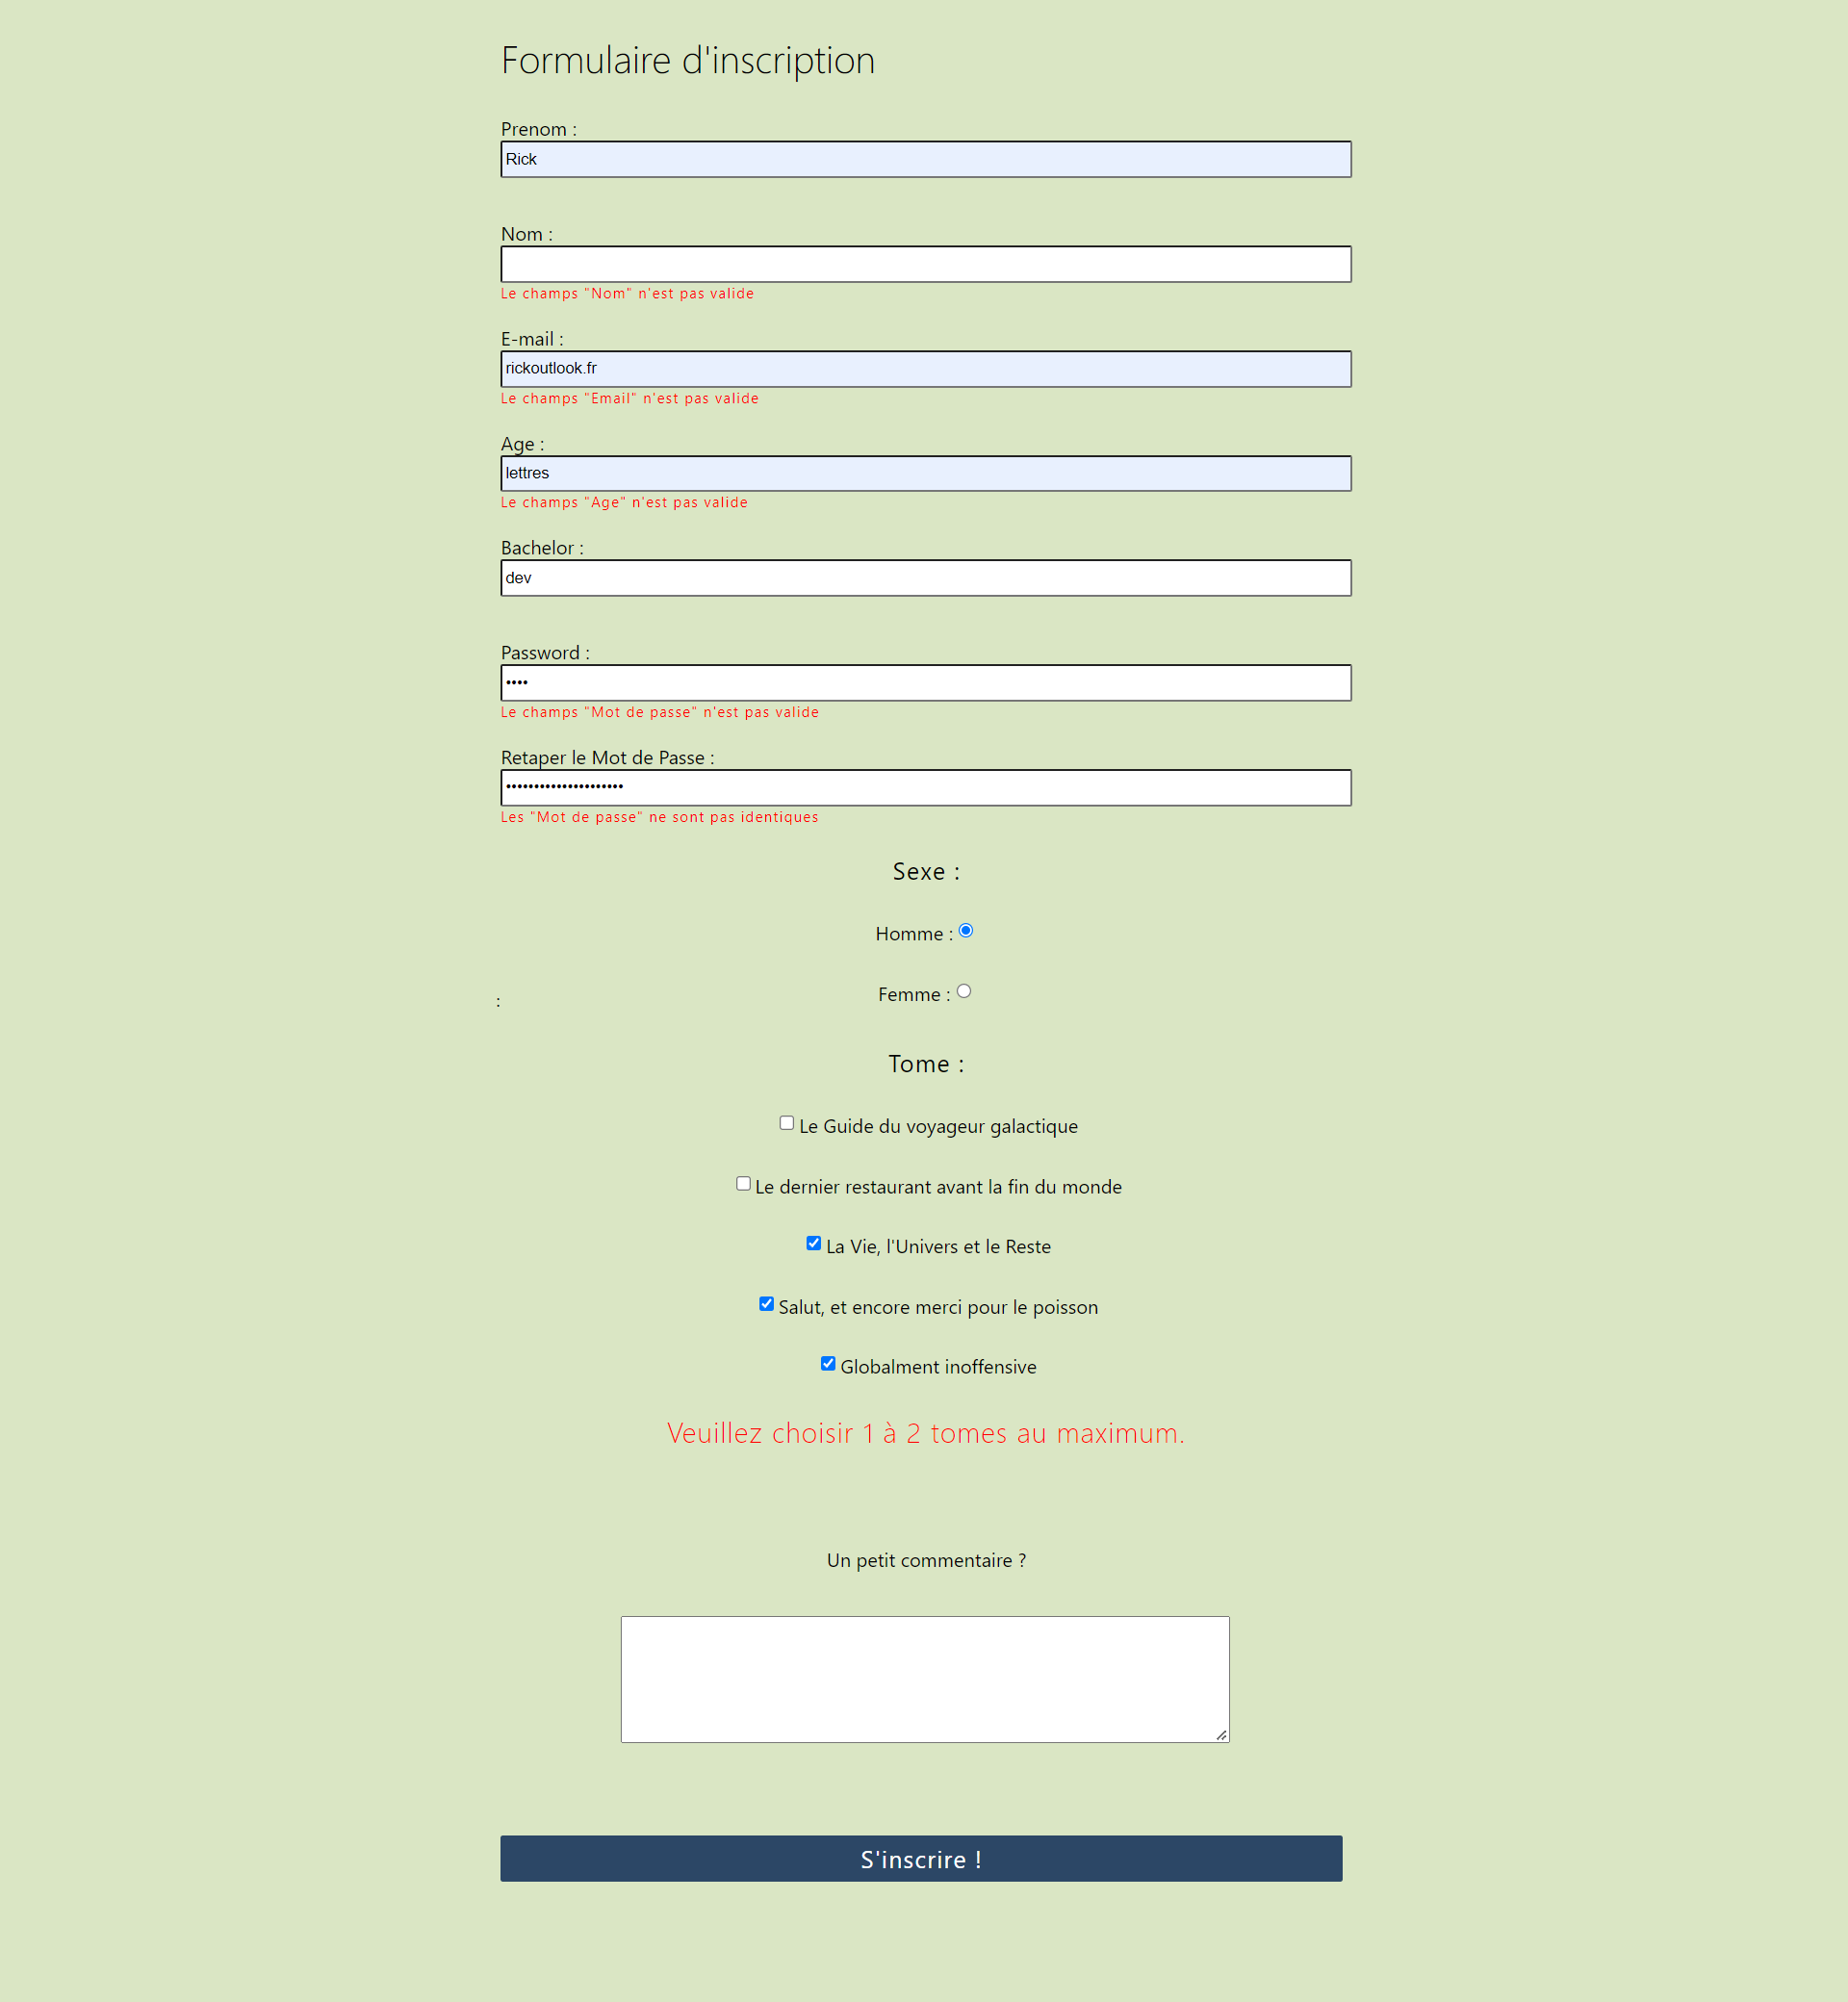 Formulaire d'inscription
Prenom :
Rick
Nom :
Le champs "Nom" n'est pas valide
E-mail :
rickoutlook.fr
Le champs "Email" n'est pas valide
Age :
lettres
Le champs "Age" n'est pas valide
Bachelor :
dev
Password :
••••
Le champs "Mot de passe" n'est pas valide
Retaper le Mot de Passe :
•••••••••••••••••••••
Les "Mot de passe" ne sont pas identiques
Sexe :
Homme :
Femme :
:
Tome :
Le Guide du voyageur galactique
Le dernier restaurant avant la fin du monde
La Vie, l'Univers et le Reste
Salut, et encore merci pour le poisson
Globalment inoffensive
Veuillez choisir 1 à 2 tomes au maximum.
Un petit commentaire ?
S'inscrire !